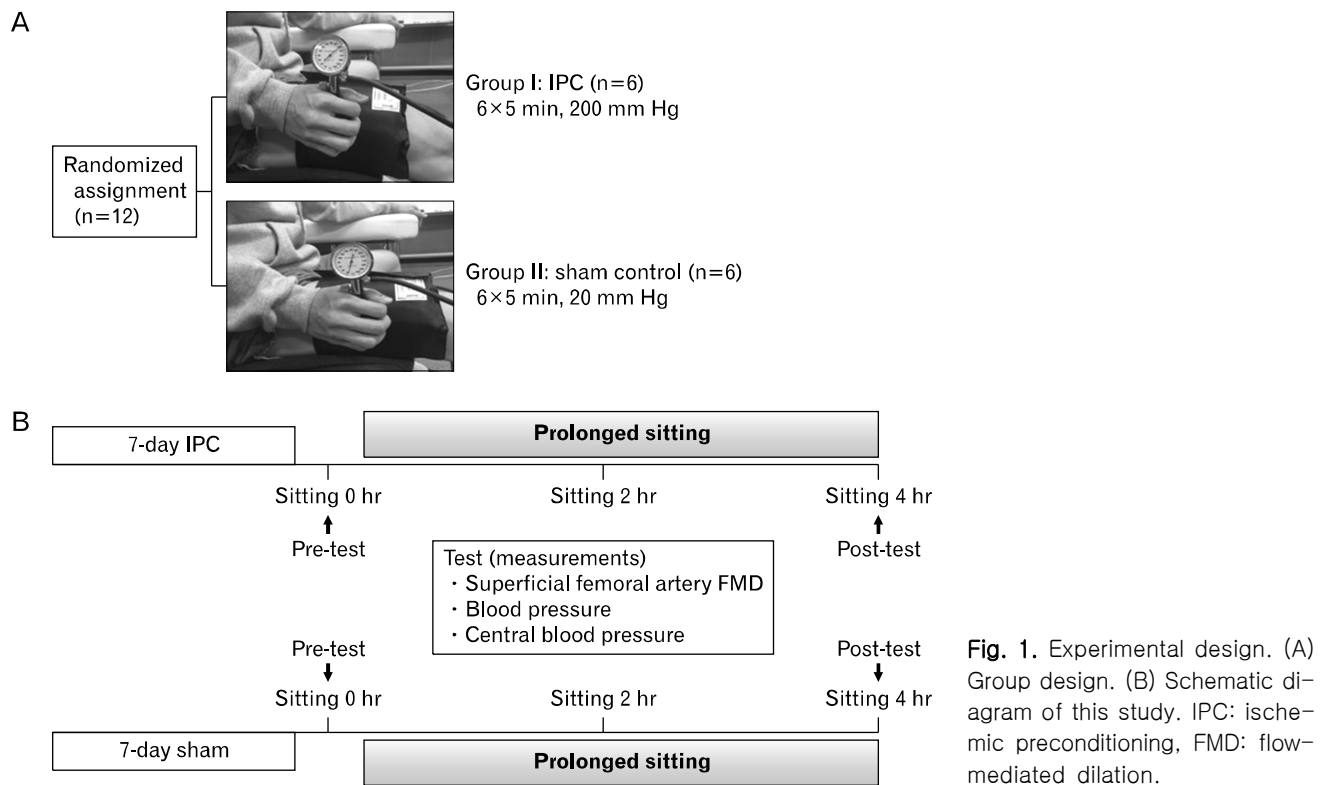 A
Randomized
assignment
(n=12)
Group I: IPC (n=6)
6×5 min, 200 mm Hg
Group II: sham control (n=6)
6×5 min, 20 mm Hg
B
7-day IPC
Prolonged sitting
Sitting 0 hr
Sitting 2 hr
Sitting 4 hr
Pre-test
Post-test
Test (measurements)
· Superficial femoral artery FMD
· Blood pressure
· Central blood pressure
Pre-test
Post-test
Sitting 0 hr
Sitting 2 hr
Sitting 4 hr
7-day sham
Prolonged sitting
Fig. 1. Experimental design. (A)
Group design. (B) Schematic di-
agram of this study. IPC: ische-
mic preconditioning, FMD: flow-
mediated dilation.